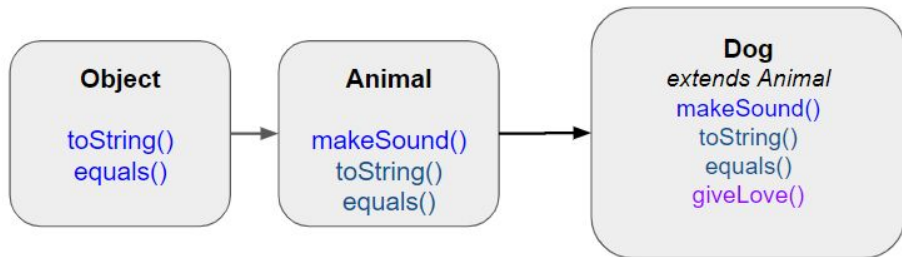 Object
toString()
equals()
Animal
makeSound()
toString()
equals()
Dog
extends Animal
makeSound()
toString()
equals()
giveLove()